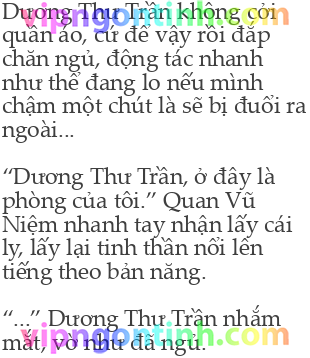 Dương Thư Trần không cởi
quần áo, cứ để vậy rồi đắp
chăn ngủ, động tác nhanh
như thể đang lo nếu mình
chậm một chút là sẽ bị đuổi ra
ngoài...
“Dương Thư Trần, ở đây là
phòng của tôi.” Quan Vũ
Niệm nhanh tay nhận lấy cái
ly, lấy lại tinh thần nổi lên
tiếng theo bản năng.
“...” Dương Thư Trần nhắm
mắt, vờ như đã ngủ.
vipngontinh.com
vipngontinh.com